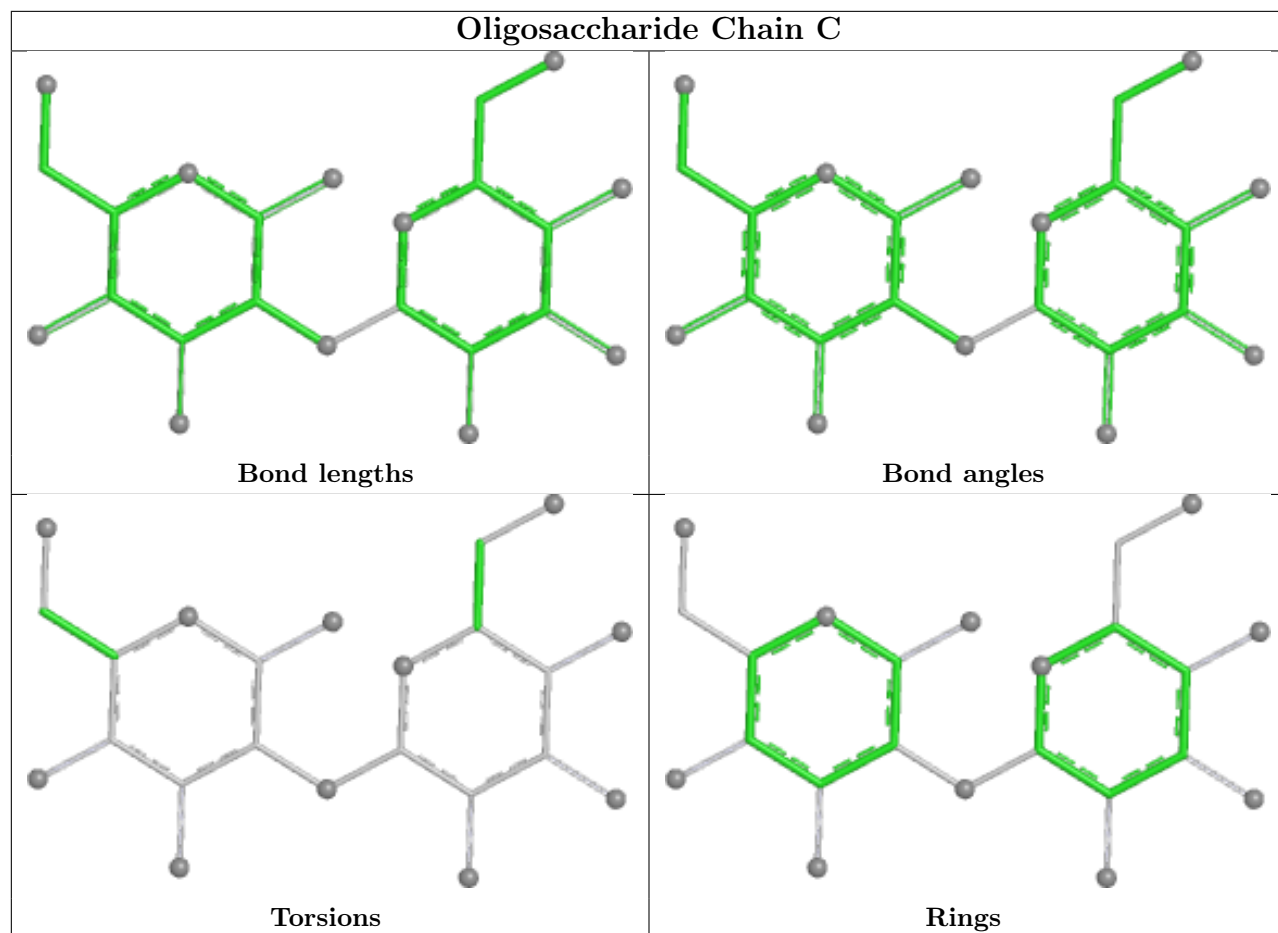 Oligosaccharide Chain C
Bond lengths
Bond angles
Torsions
Rings